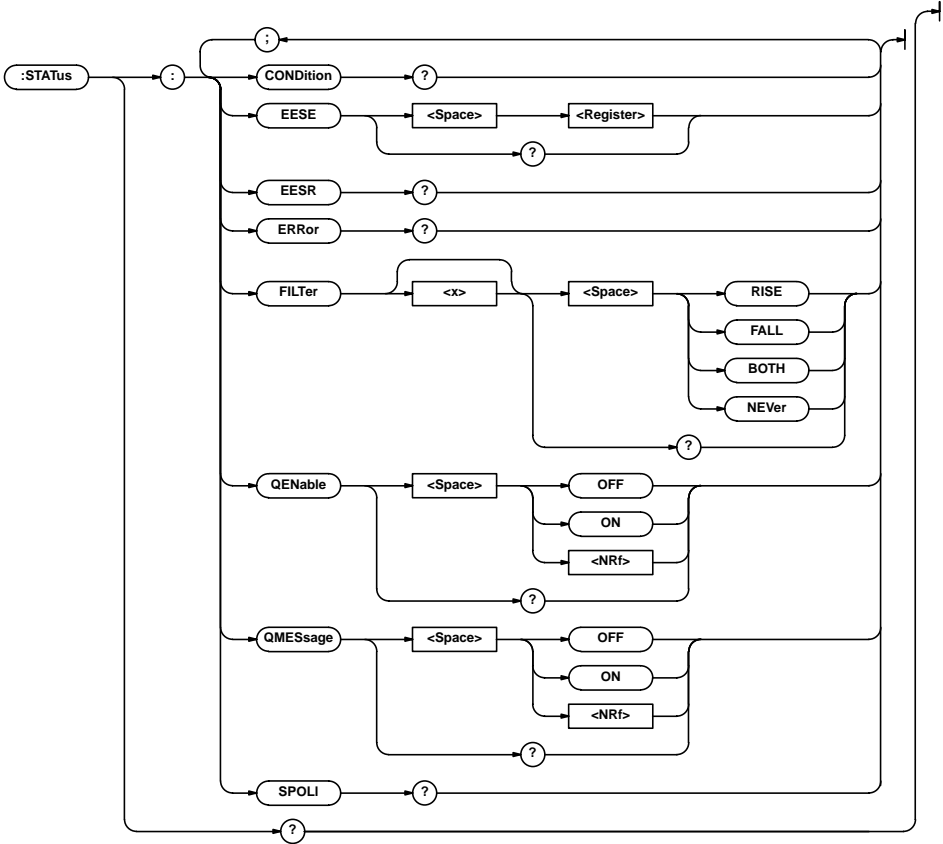 ;
:STATus : CONDition ?
EESE <Space> <Register>
?
EESR ?
ERRor ?
FILTer <x> <Space> RISE
FALL
BOTH
NEVer
?
QENable <Space> OFF
ON
<NRf>
?
QMESsage <Space> OFF
ON
<NRf>
?
SPOLl ?
?